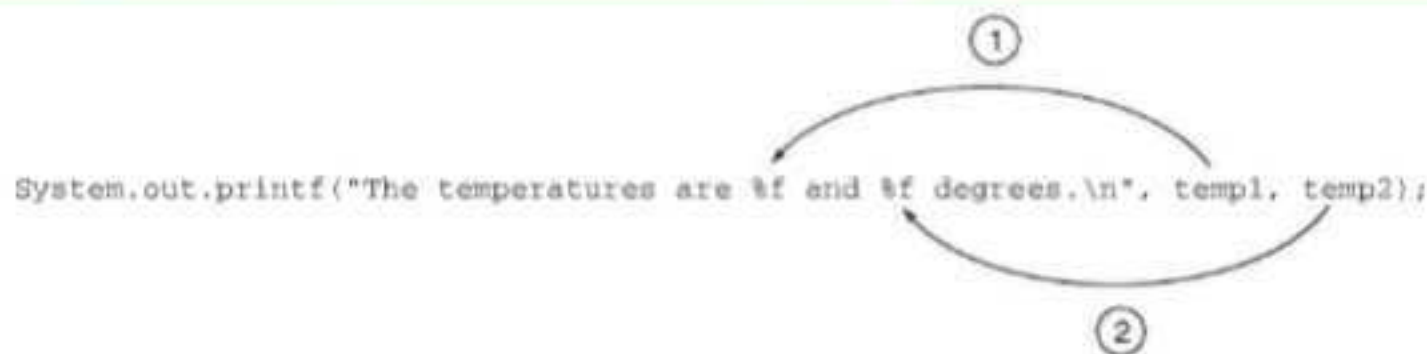 1
System.out.printf("The temperatures are %f and %f degrees.\n", temp1, temp2);
2